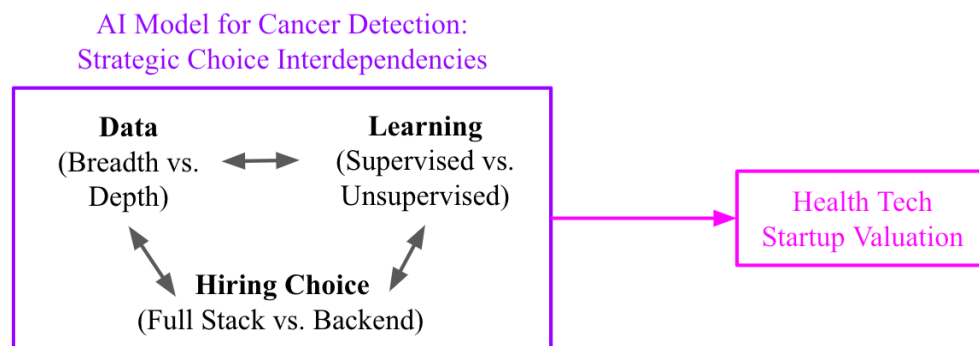 AI Model for Cancer Detection:
Strategic Choice Interdependencies
Data
(Breadth vs.
Depth)
Learning
(Supervised vs.
Unsupervised)
Hiring Choice
(Full Stack vs. Backend)
Health Tech
Startup Valuation